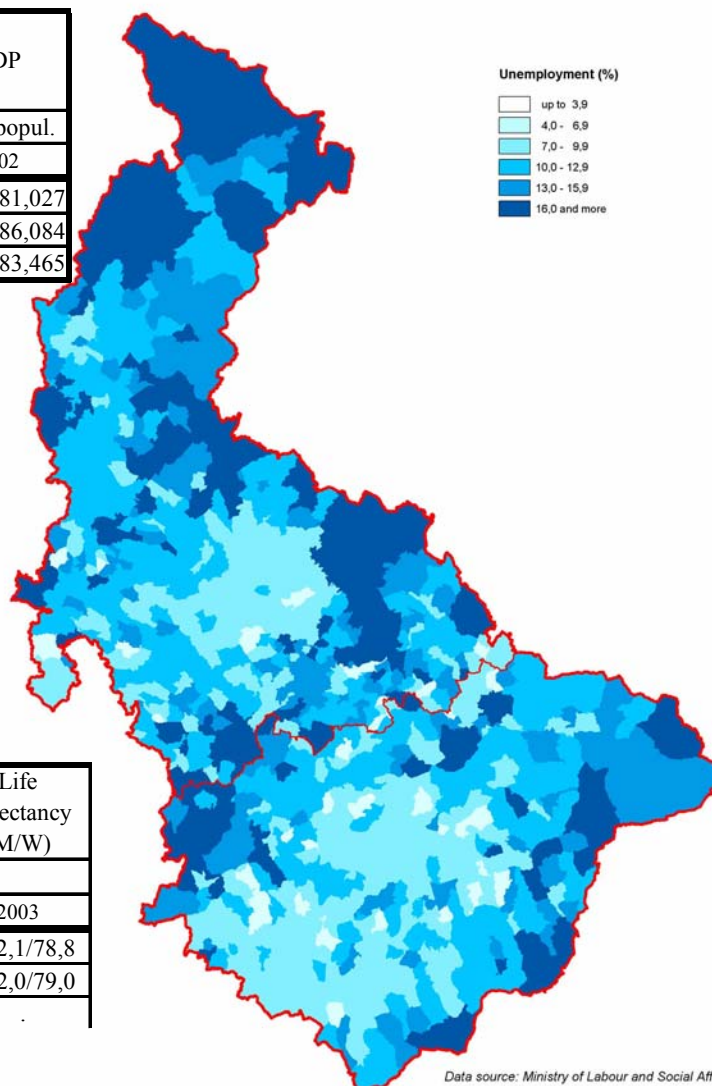 DP
popul.
02
81,027
86,084
83,465
Unemployment (%)
up to 3,9
4,0 - 6,9
7,0 - 9,9
10,0 - 12,9
13,0 - 15,9
16,0 and more
Life
ectancy
M/W)
2003
2,1/78,8
2,0/79,0
.
Data source: Ministry of Labour and Social Aff